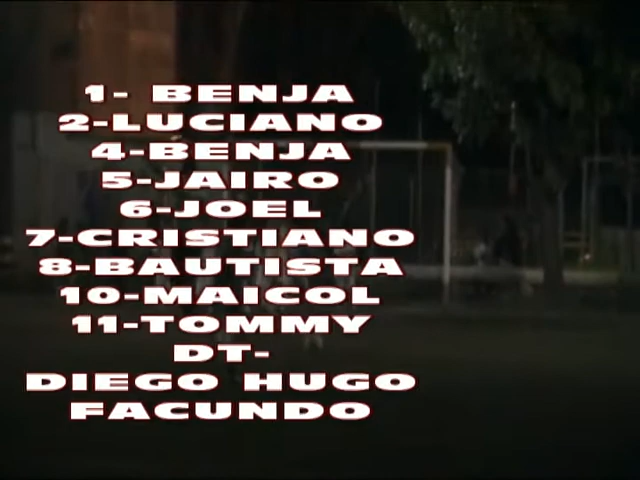 1- BENJA
2-LUCIANO
4-BENJA
5-JAIRO
6-JOEL
7-CRISTIANO
8-BAUTISTA
10-MAICOL
11-TOMMY
DT-
DIEGO HUGO
FACUNDO